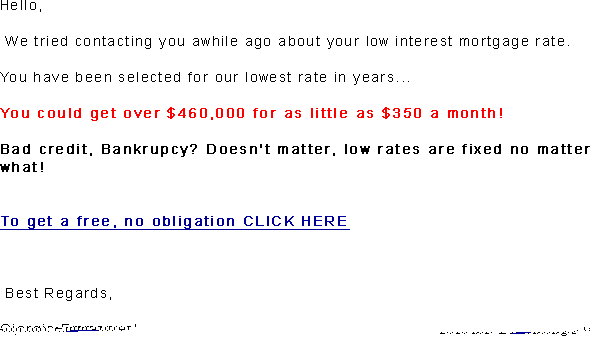 Hello,
We tried contacting you awhile ago about your low interest mortgage rate.
You have been selected for our lowest rate in years...
You could get over $460,000 for as little as $350 a month!
Bad credit, Bankrupcy? Doesn't matter, low rates are fixed no matter
what!
To get a free, no obligation CLICK HERE
Best Regards,